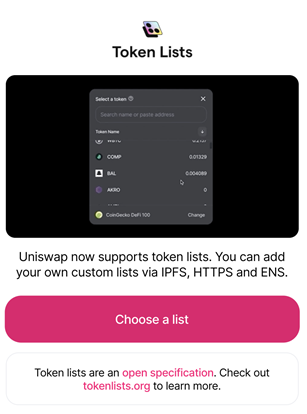 Token Lists
Select a token
Search name or paste address
Token Name
COMP 0.01329
BAL 0.004089
AKRO 0
CoinGecko DeFi 100 Change
Uniswap now supports token lists. You can add
your own custom lists via IPFS, HTTPS and ENS.
Choose a list
Token lists are an open specification. Check out
tokenlists.org to learn more.